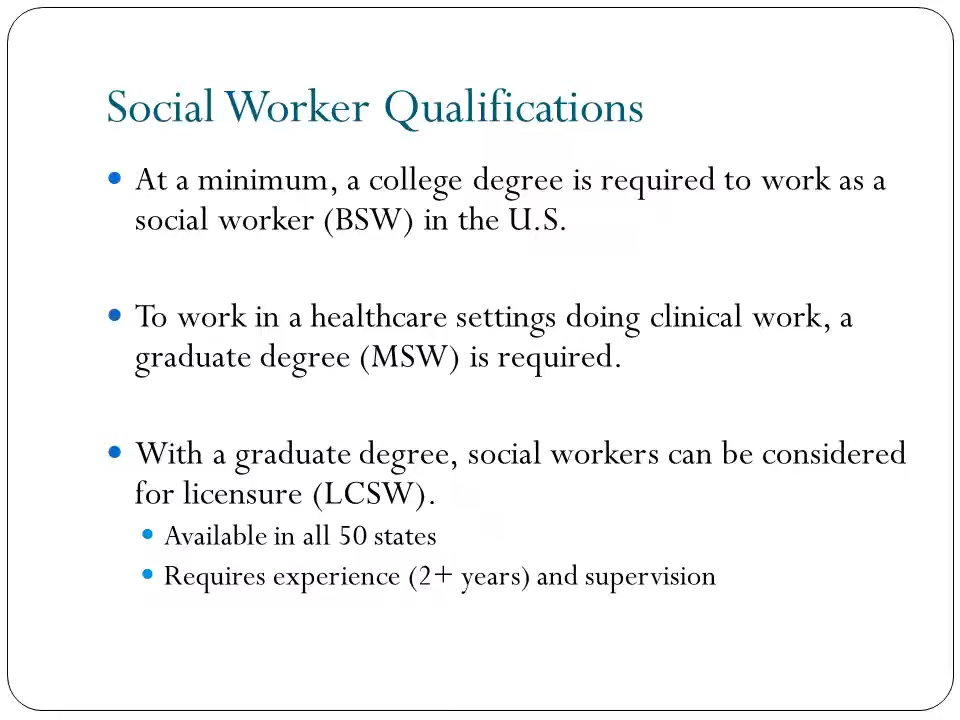 Social Worker Qualifications
At a minimum, a college degree is required to work as a
social worker (BSW) in the U.S.
To work in a healthcare settings doing clinical work, a
graduate degree (MSW) is required.
With a graduate degree, social workers can be considered
for licensure (LCSW).
Available in all 50 states
Requires experience (2+ years) and supervision